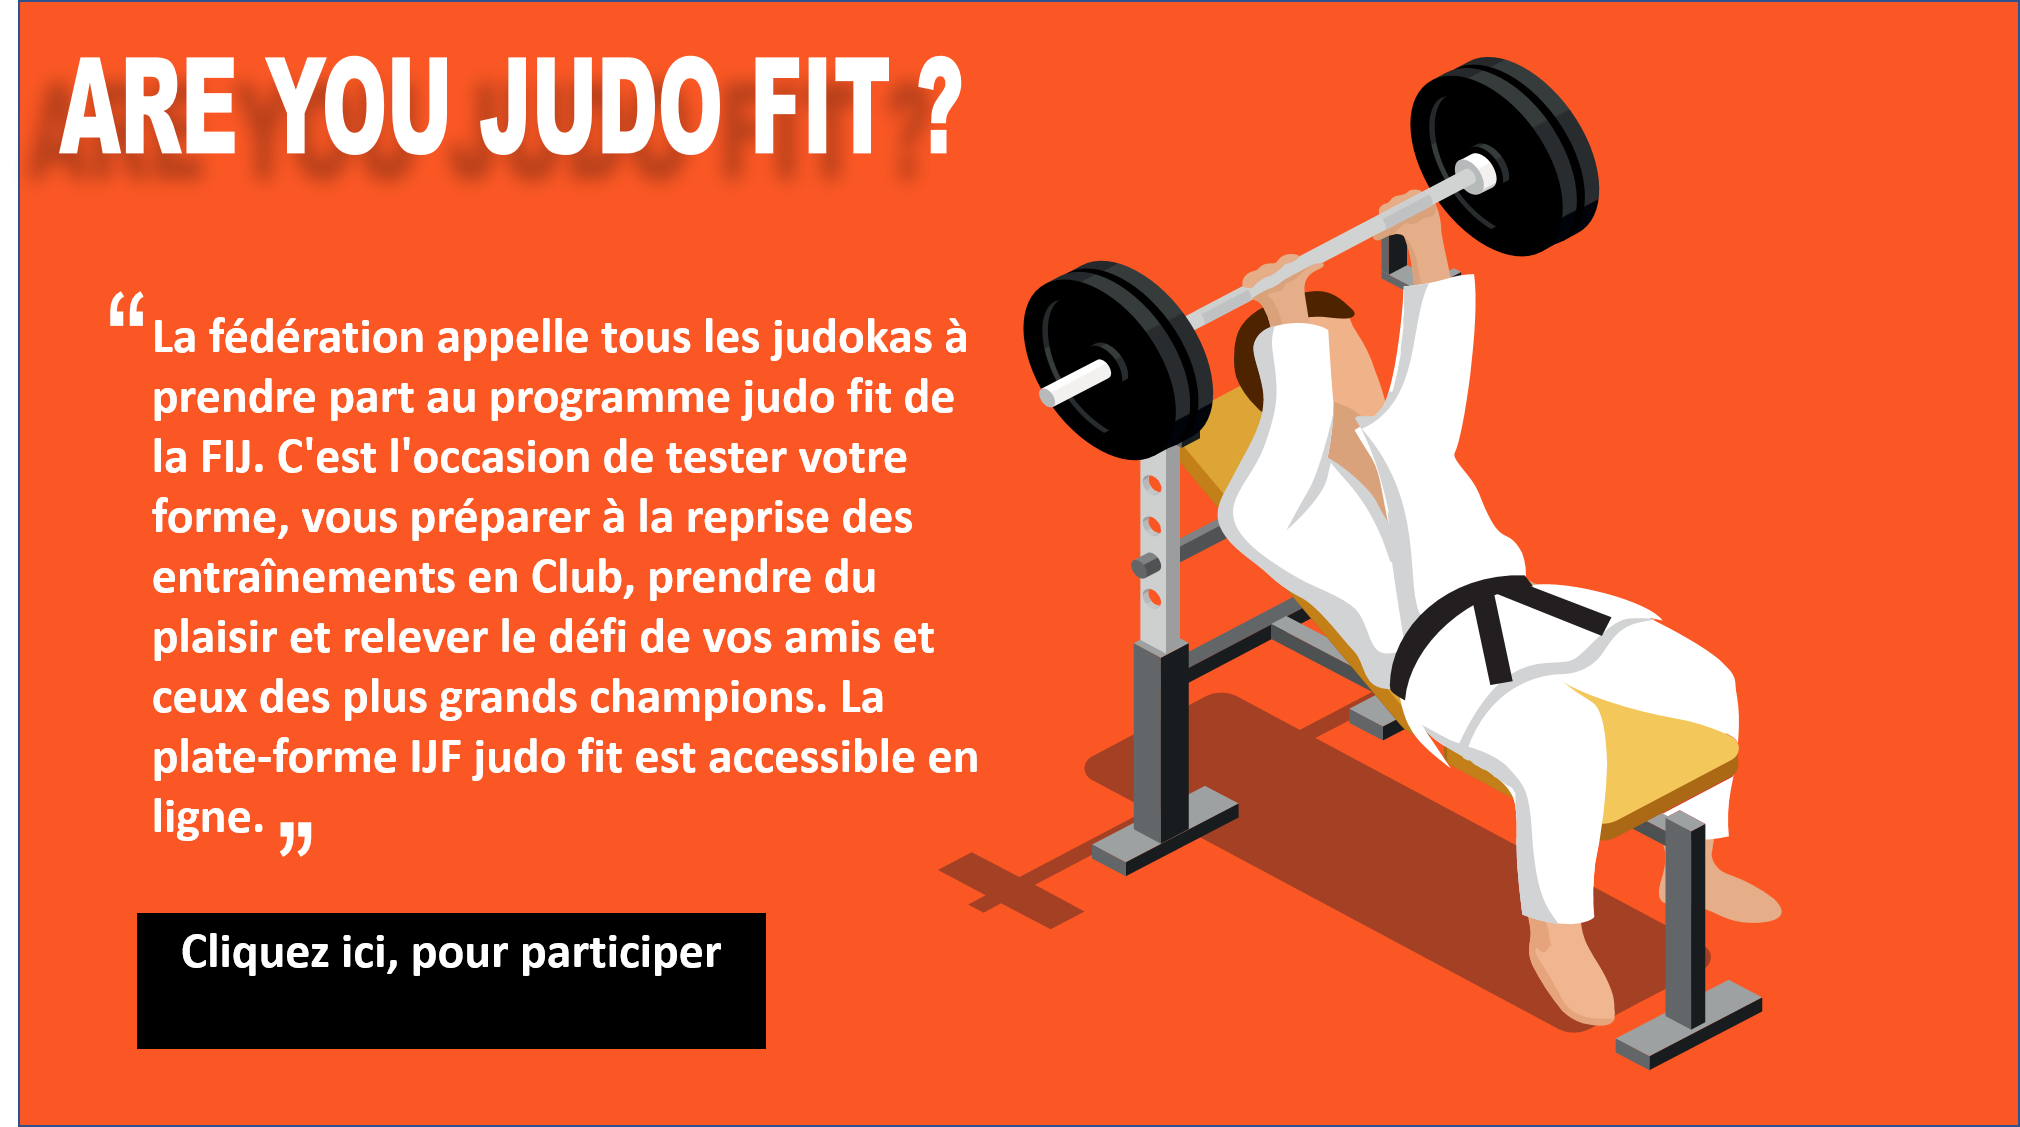 ARE YOU JUDO FIT ?
“ La fédération appelle tous les judokas à
prendre part au programme judo fit de
la FIJ. C'est l'occasion de tester votre
forme, vous préparer à la reprise des
entraînements en Club, prendre du
plaisir et relever le défi de vos amis et
ceux des plus grands champions. La
plate-forme IJF judo fit est accessible en
ligne. ”
Cliquez ici, pour participer